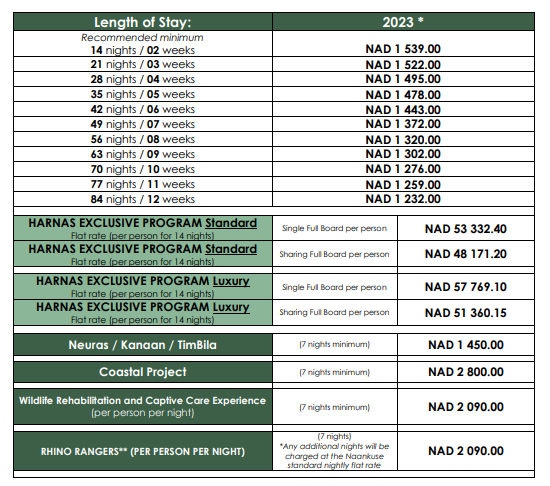 Length of Stay: 2023 *
Recommended minimum
14 nights / 02 weeks NAD 1 539.00
21 nights / 03 weeks NAD 1 522.00
28 nights / 04 weeks NAD 1 495.00
35 nights / 05 weeks NAD 1 478.00
42 nights / 06 weeks NAD 1 443.00
49 nights / 07 weeks NAD 1 372.00
56 nights / 08 weeks NAD 1 320.00
63 nights / 09 weeks NAD 1 302.00
70 nights / 10 weeks NAD 1 276.00
77 nights / 11 weeks NAD 1 259.00
84 nights / 12 weeks NAD 1 232.00
HARNAS EXCLUSIVE PROGRAM Standard
Flat rate (per person for 14 nights)
Single Full Board per person NAD 53 332.40
HARNAS EXCLUSIVE PROGRAM Standard
Flat rate (per person for 14 nights)
Sharing Full Board per person NAD 48 171.20
HARNAS EXCLUSIVE PROGRAM Luxury
Flat rate (per person for 14 nights)
Single Full Board per person NAD 57 769.10
HARNAS EXCLUSIVE PROGRAM Luxury
Flat rate (per person for 14 nights)
Sharing Full Board per person NAD 51 360.15
Neuras / Kanaan / TimBila (7 nights minimum) NAD 1 450.00
Coastal Project (7 nights minimum) NAD 2 800.00
Wildlife Rehabilitation and Captive Care Experience
(per person per night)
(7 nights minimum) NAD 2 090.00
RHINO RANGERS** (PER PERSON PER NIGHT)
(7 nights)
*Any additional nights will be
charged at the Naankuse
standard nightly flat rate
NAD 2 090.00